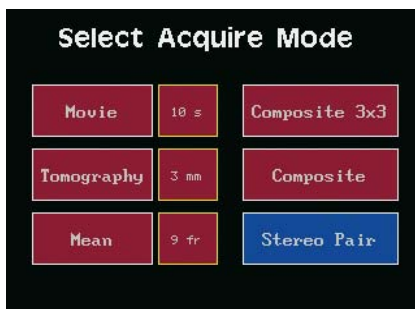 Select Acquire Mode
Movie 10 s Composite 3x3
Tomography 3 mm Composite
Mean 9 fr Stereo Pair